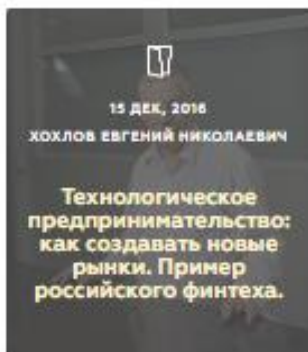 15 ДЕК, 2016
ХОХЛОВ ЕВГЕНИЙ НИКОЛАЕВИЧ
Технологическое
предпринимательство:
как создавать новые
рынки. Пример
российского финтеха.